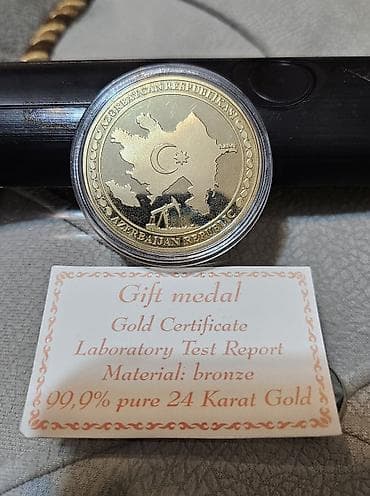 AZƏRBAYCAN RESPUBLİKASI
AZERBAIJAN REPUBLIC
Gift medal
Gold Certificate
Laboratory Test Report
Material: bronze
99,9% pure 24 Karat Gold